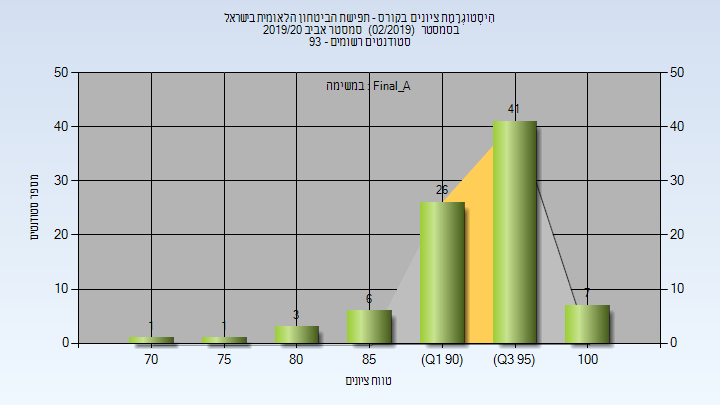 הִיסְטוֹגְרָמַת ציונים בקורס - תפישת הביטחון הלאומית בישראל
בסמסטר (02/2019) סמסטר אביב 2019/20
סטודנטים רשומים - 93
במשימה : Final_A
50 50
40 40
30 30
20 20
10 10
0 0
מספר סטודנטים
1 1 3 6 26 41 7
70 75 80 85 (Q1 90) (Q3 95) 100
טווח ציונים